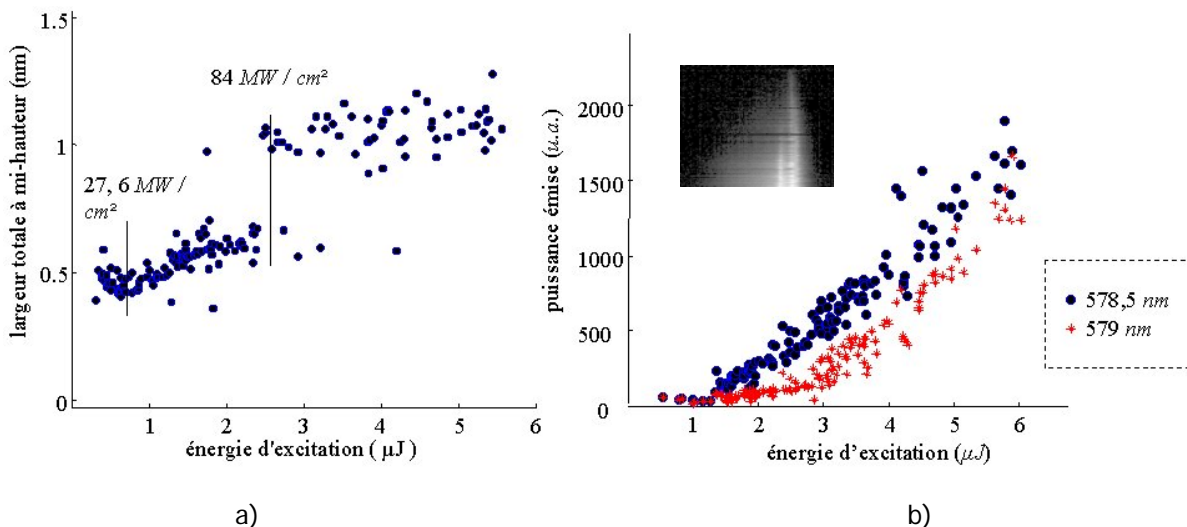 1.5
1
0.5
0
largeur totale à mi-hauteur (nm)
84 MW / cm²
27, 6 MW /
cm²
1 2 3 4 5 6
énergie d'excitation ( µJ )
a)
2000
1500
1000
500
0
puissance émise (u.a.)
1 2 3 4 5 6
énergie d’excitation (µJ)
578,5 nm
579 nm
b)